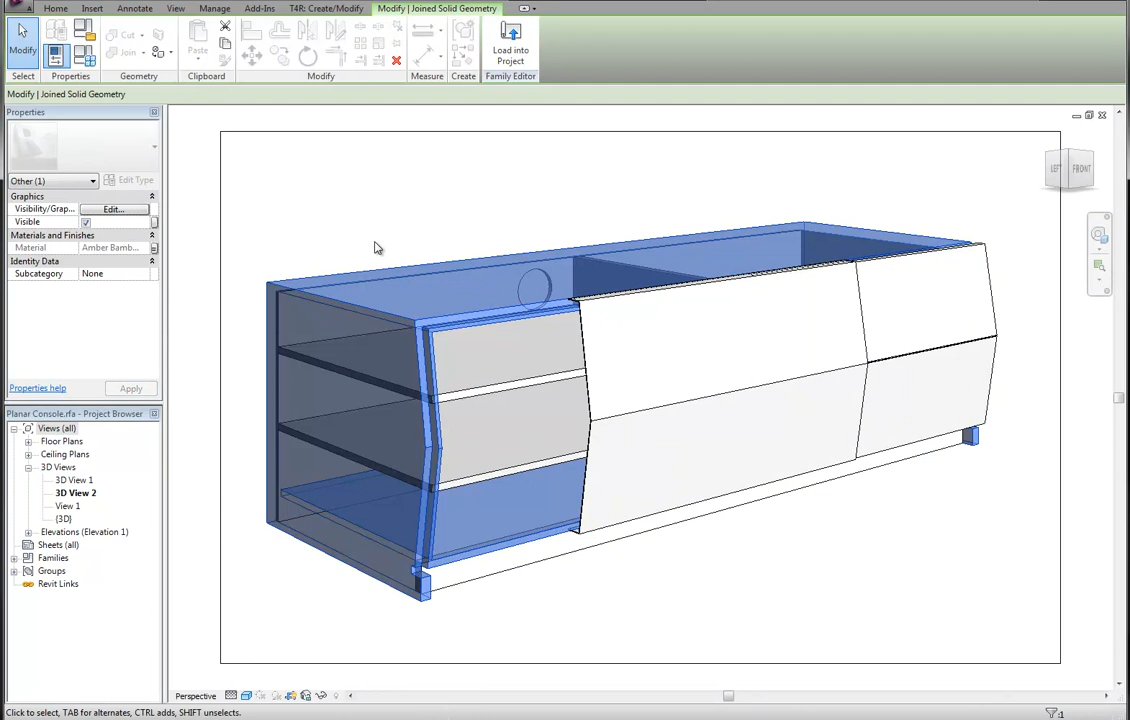 Home Insert Annotate View Manage Add-Ins T4R: Create/Modify Modify | Joined Solid Geometry
Modify Cut Join Paste Load into Project
Select Properties Geometry Clipboard Modify Measure Create Family Editor
Modify | Joined Solid Geometry
Properties
Other (1) Edit Type
Graphics
Visibility/Grap... Edit...
Visible
Materials and Finishes
Material Amber Bamb...
Identity Data
Subcategory None
Properties help Apply
Planar Console.rfa - Project Browser
Views (all)
Floor Plans
Ceiling Plans
3D Views
3D View 1
3D View 2
View 1
{3D}
Elevations (Elevation 1)
Sheets (all)
Families
Groups
Revit Links
LEFT FRONT
Perspective
Click to select, TAB for alternates, CTRL adds, SHIFT unselects. :1